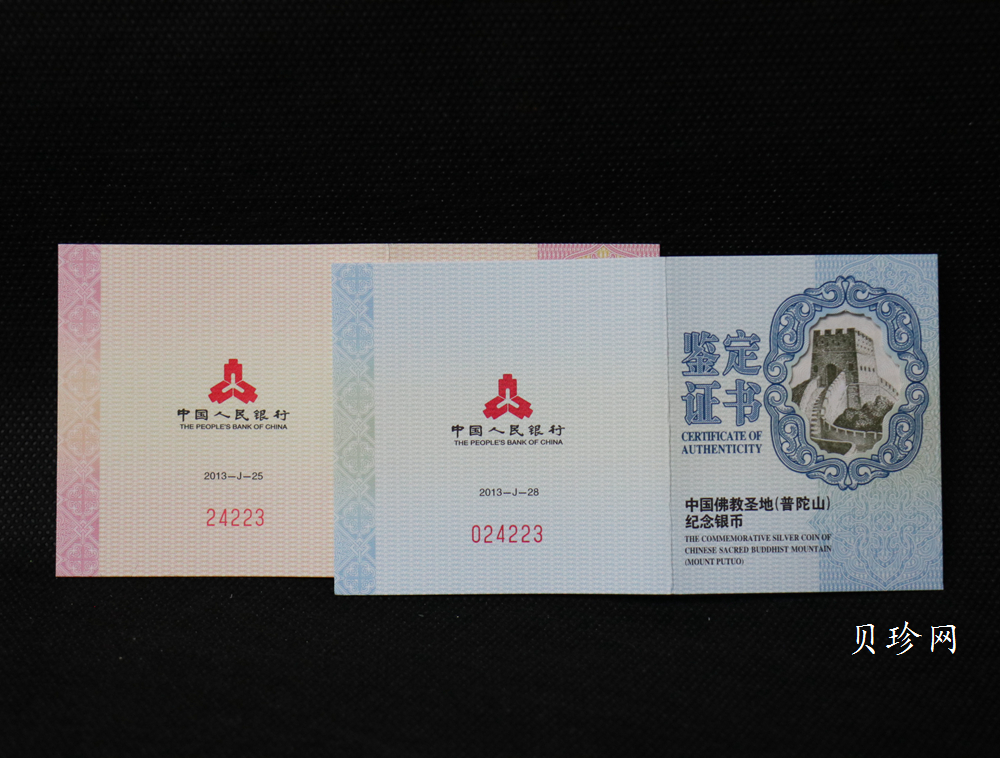 中国人民银行
THE PEOPLE'S BANK OF CHINA
2013—J—25
24223
中国人民银行
THE PEOPLE'S BANK OF CHINA
2013—J—28
024223
鉴定
证书
CERTIFICATE OF
AUTHENTICITY
中国佛教圣地(普陀山)
纪念银币
THE COMMEMORATIVE SILVER COIN OF
CHINESE SACRED BUDDHIST MOUNTAIN
(MOUNT PUTUO)
贝珍网